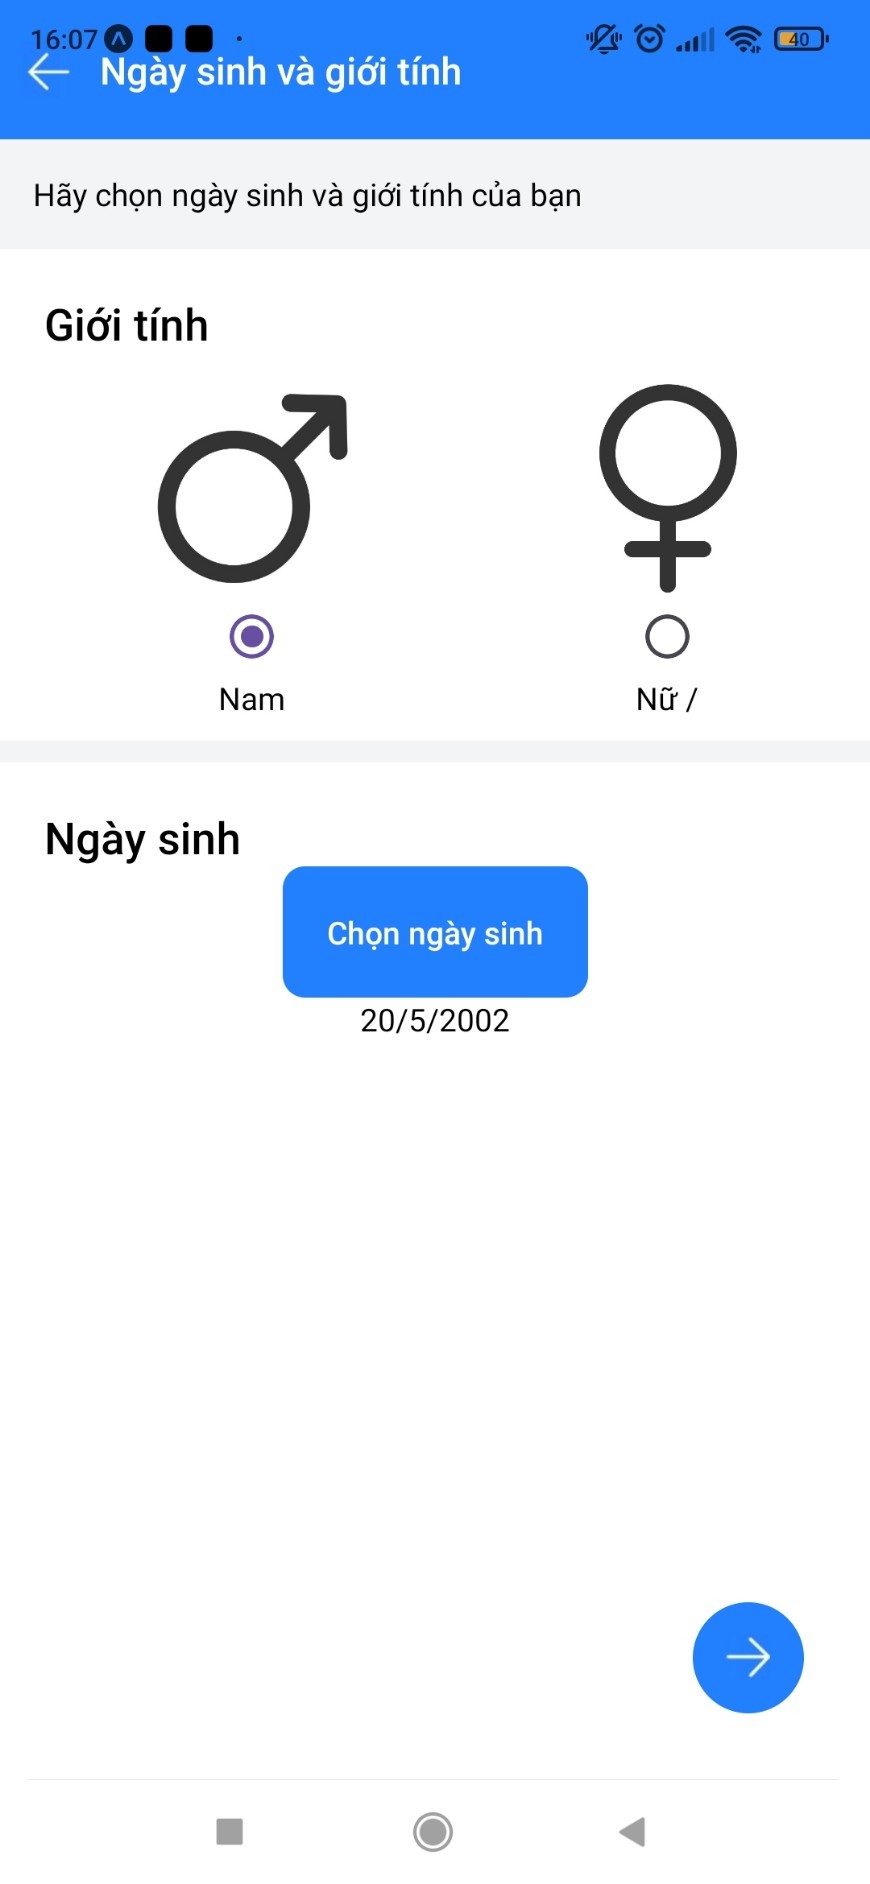 16:07
40
Ngày sinh và giới tính
Hãy chọn ngày sinh và giới tính của bạn
Giới tính
Nam
Nữ /
Ngày sinh
Chọn ngày sinh
20/5/2002